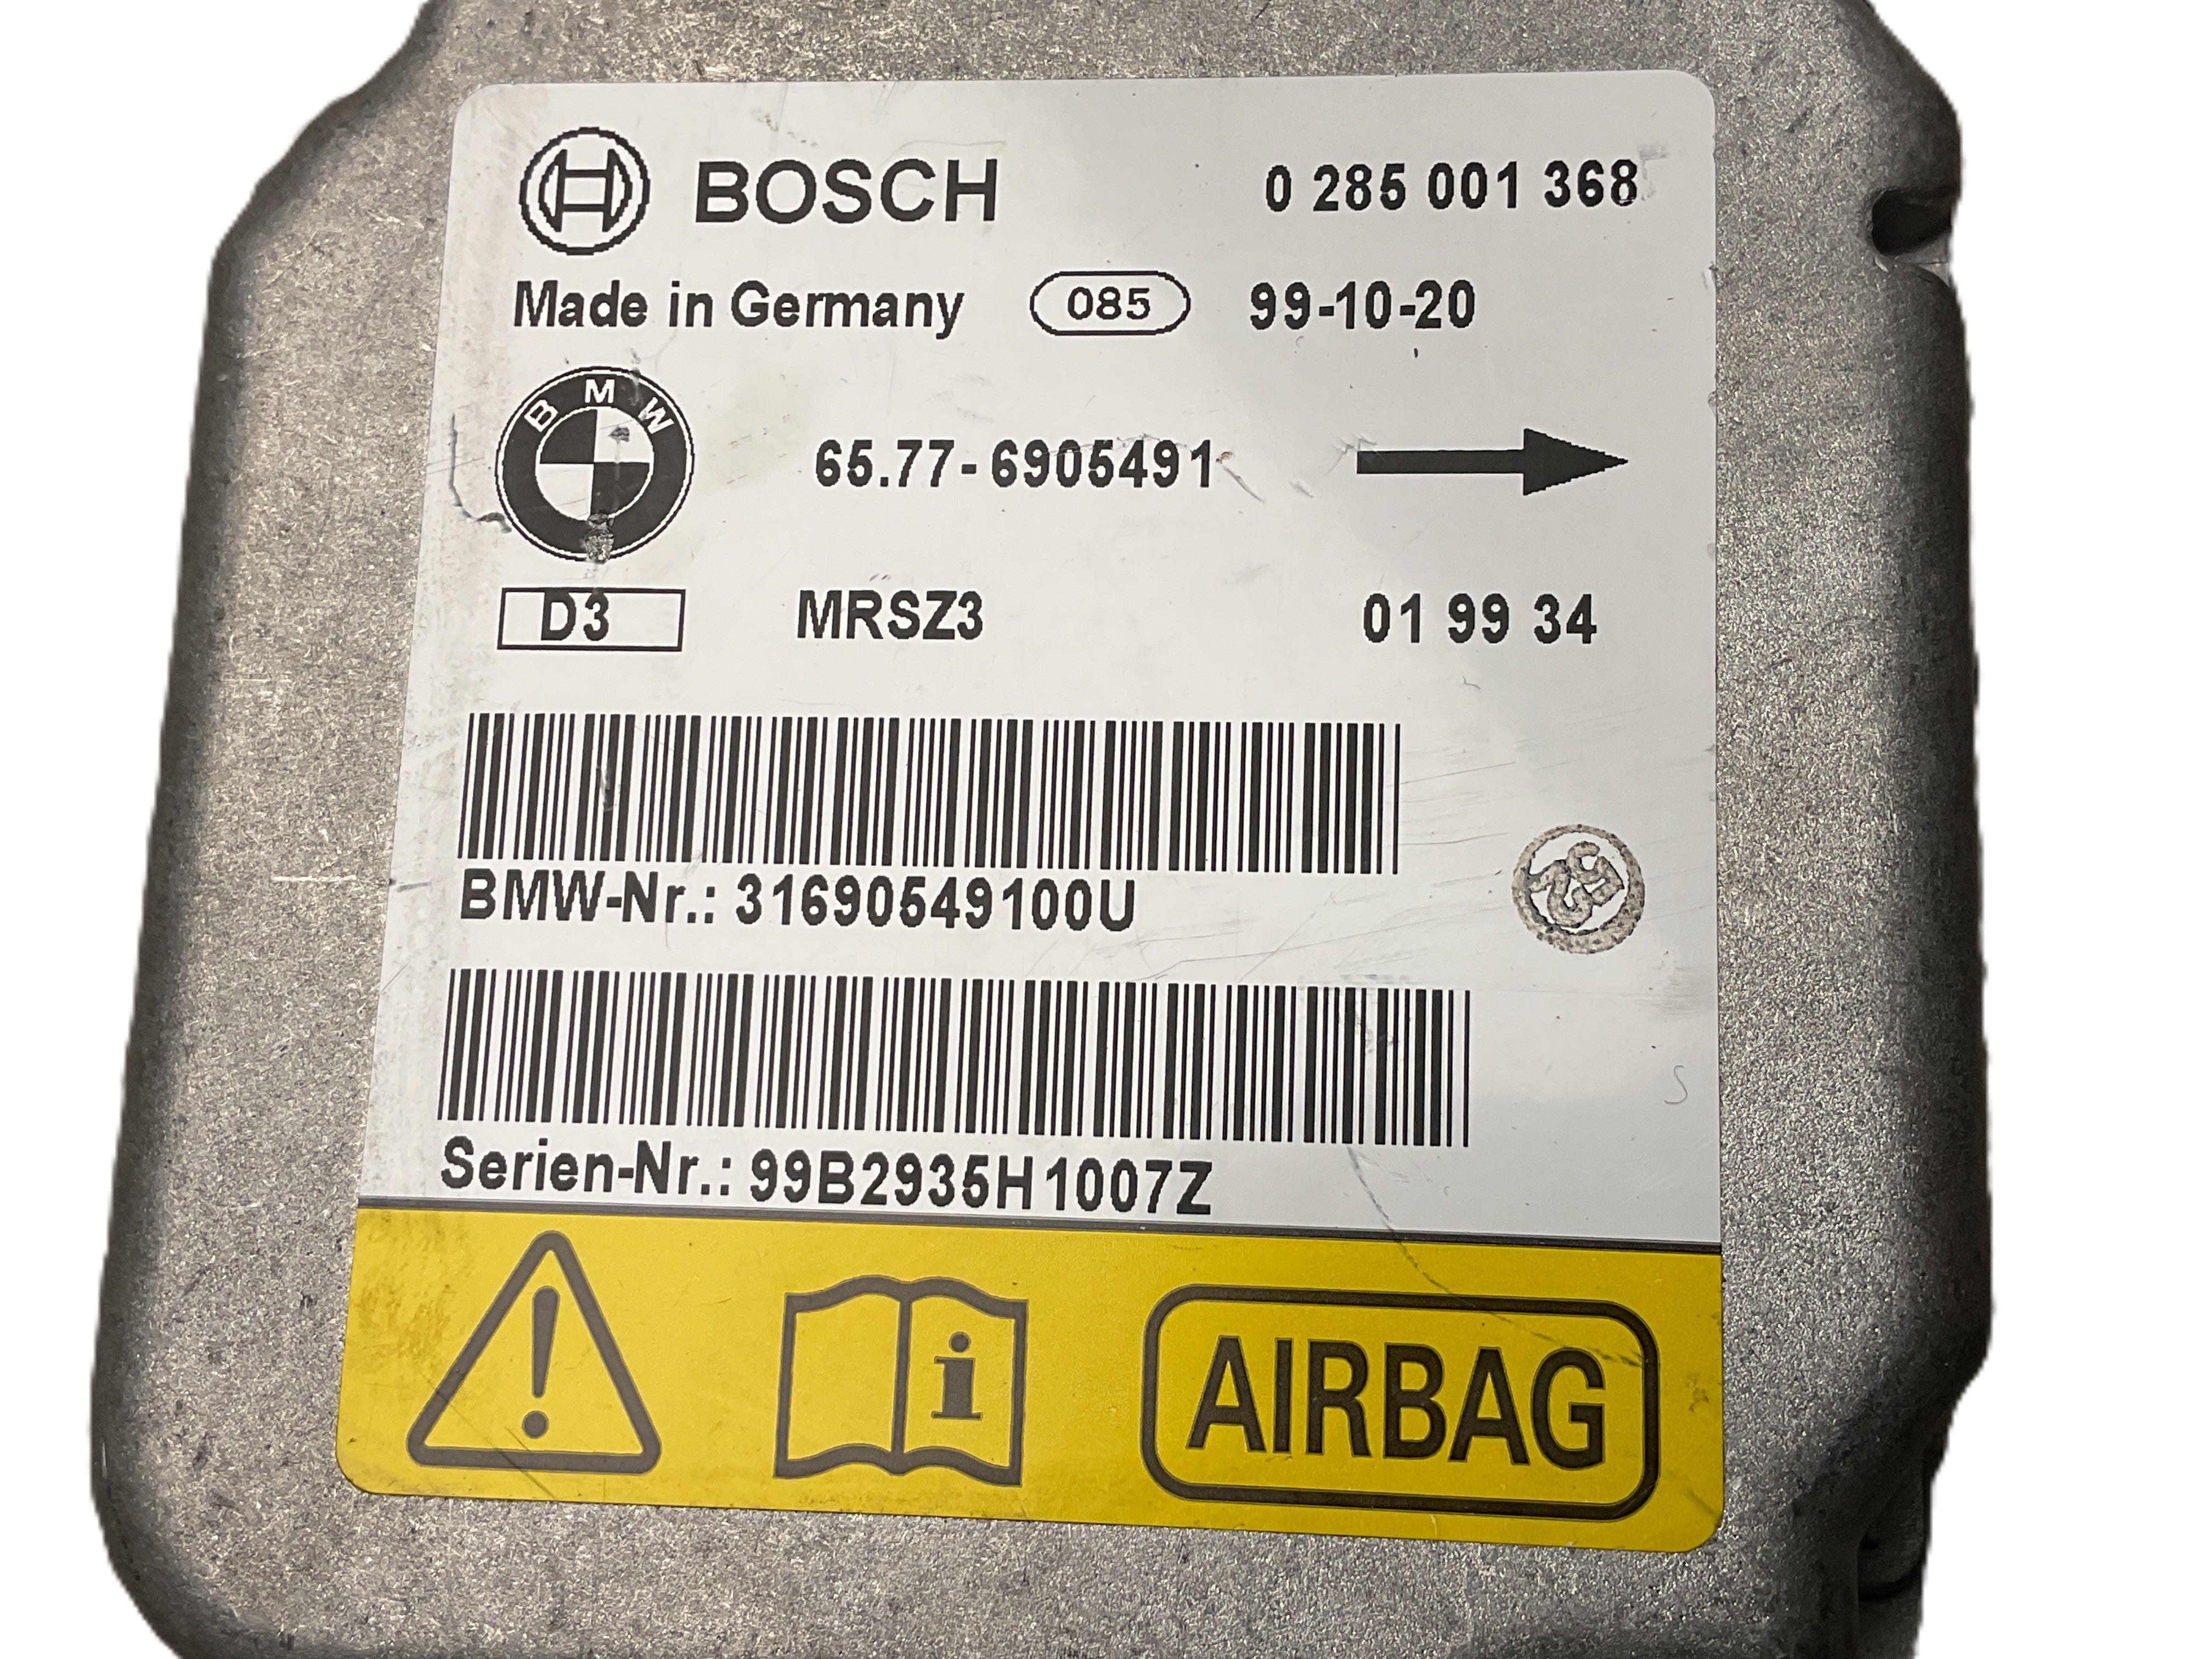 BOSCH 0 285 001 368
Made in Germany 085 99-10-20
BMW
65.77-6905491
D3 MRSZ3 01 99 34
BMW-Nr.: 31690549100U
25
Serien-Nr.: 99B2935H1007Z
! i AIRBAG